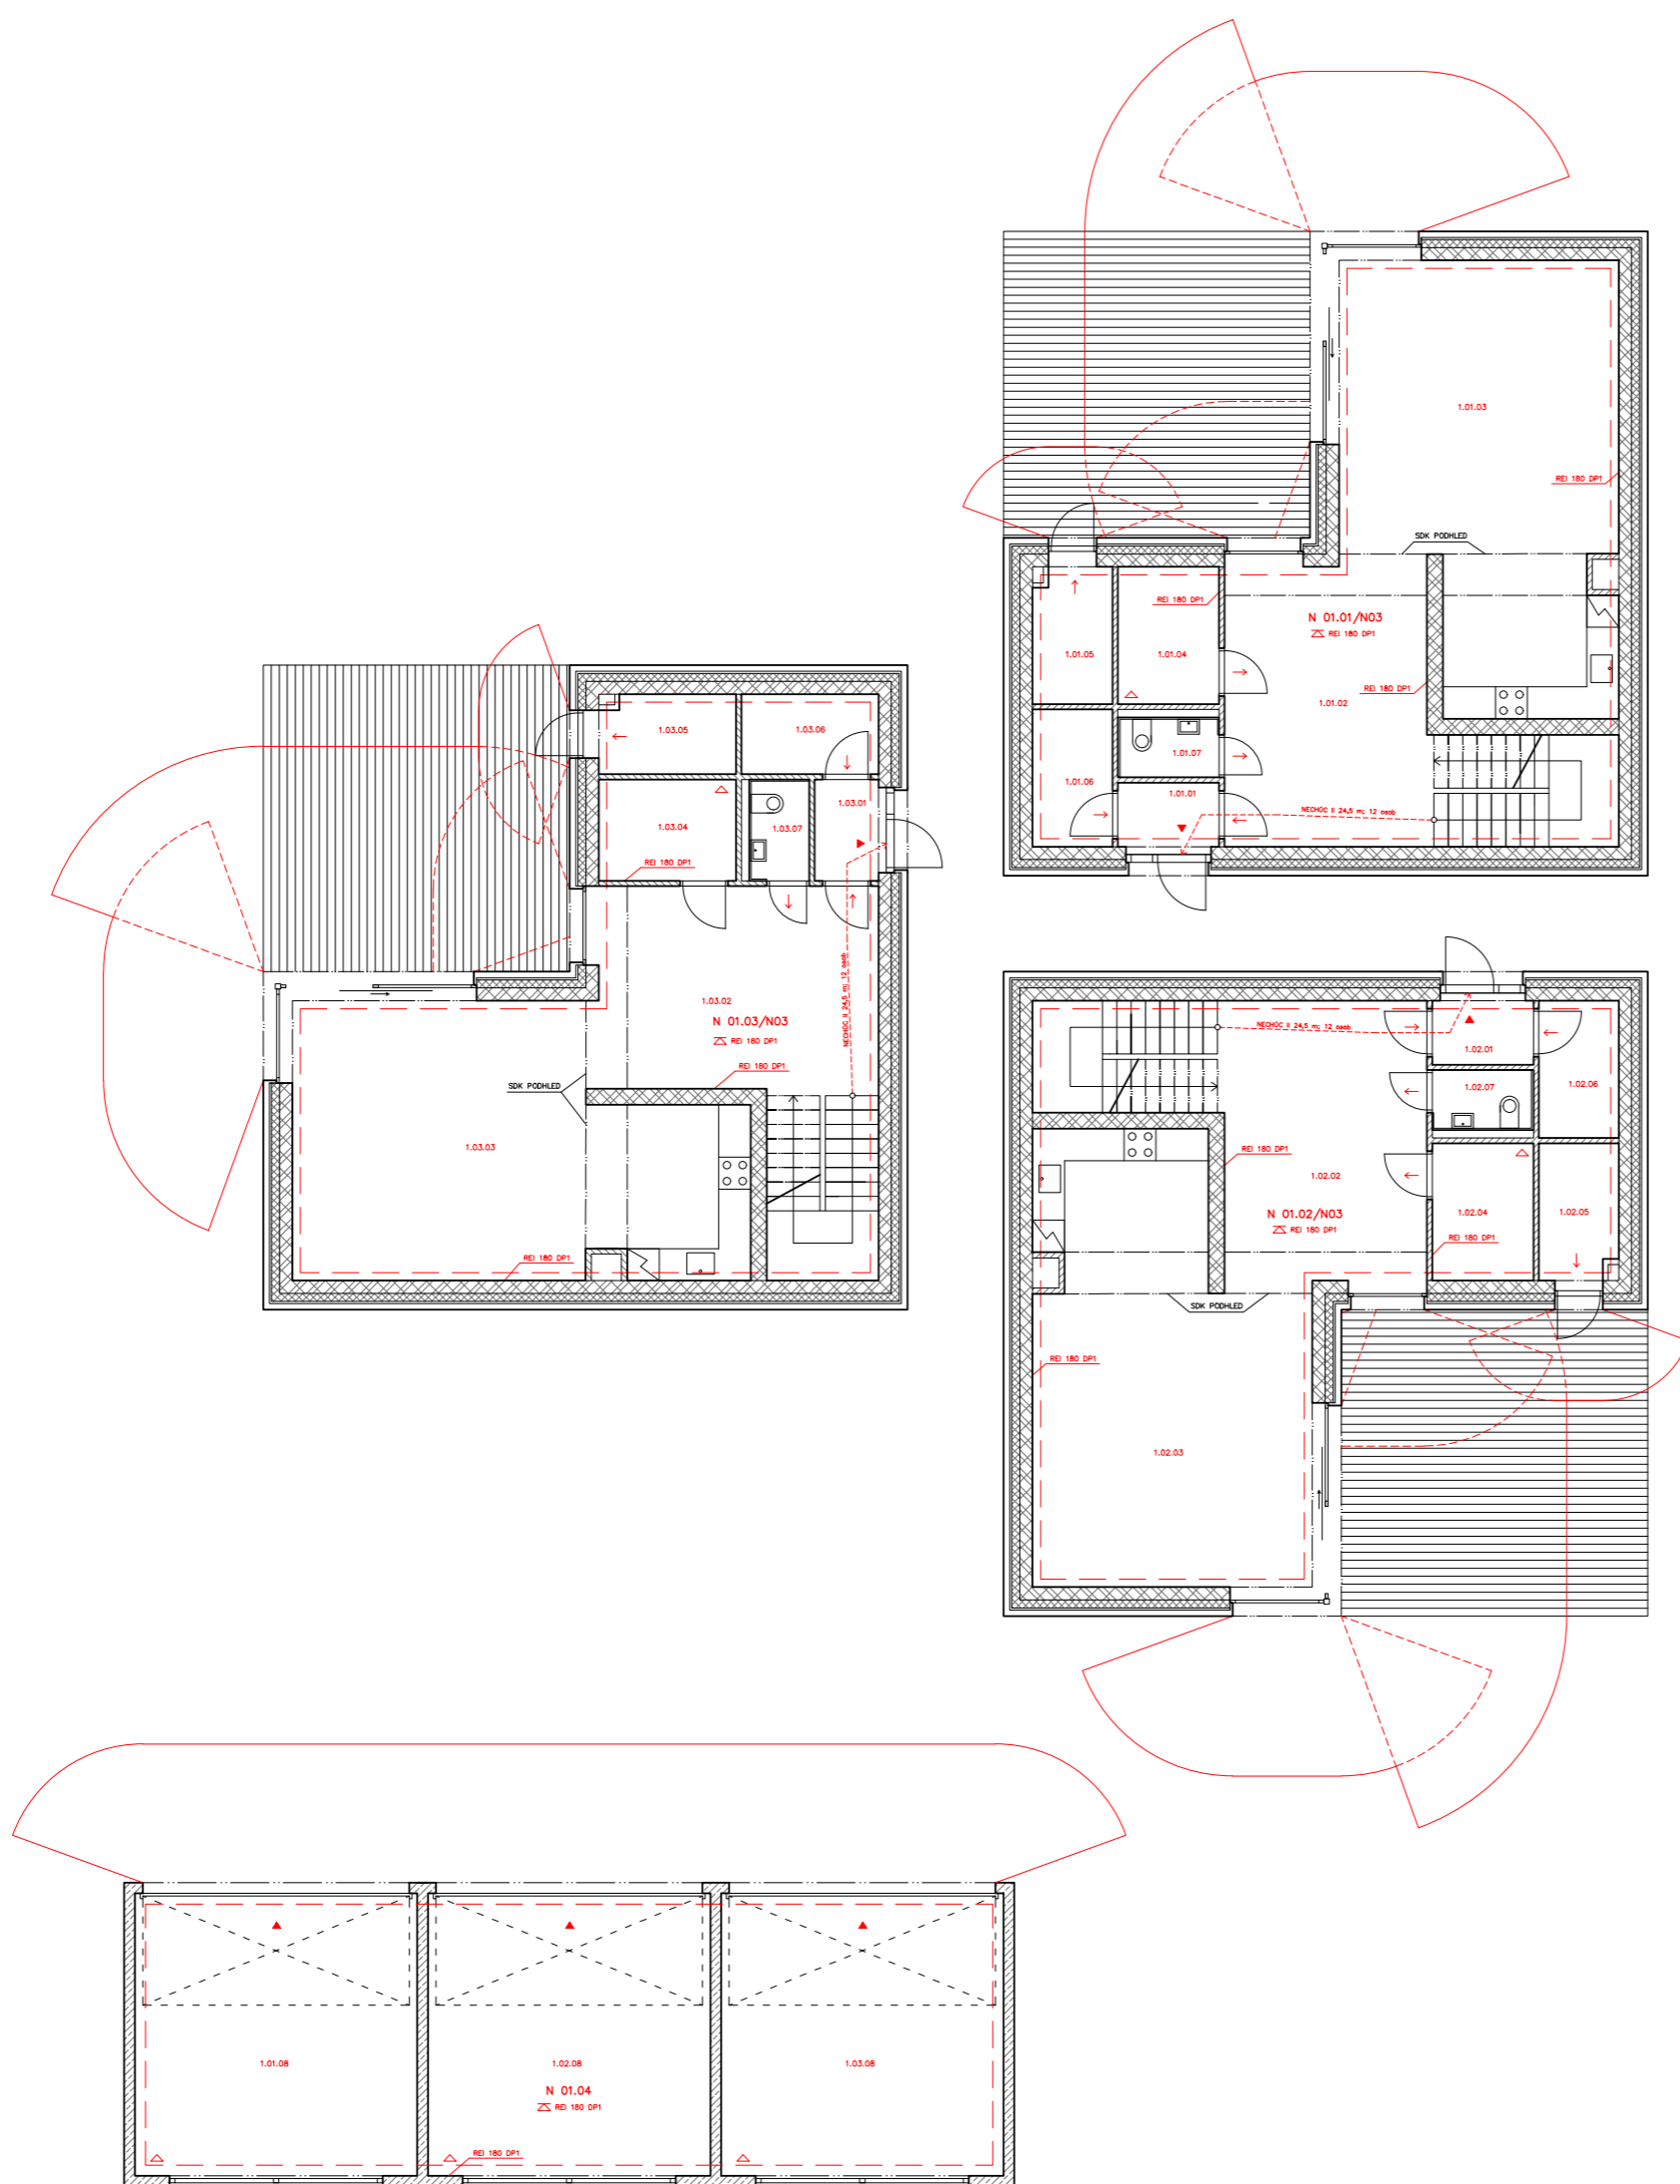 1.01.03
REI 180 DP1
SDK PODHLED
REI 180 DP1
N 01.01/N03
REI 180 DP1
1.01.05
1.01.04
REI 180 DP1
1.01.02
1.01.07
1.01.06
1.01.01
NECHÚC II 24,5 m; 12 osob
1.03.05
1.03.06
1.03.01
1.03.04
1.03.07
REI 180 DP1
NECHÚC II 24,5 m; 12 osob
1.03.02
N 01.03/N03
REI 180 DP1
REI 180 DP1
SDK PODHLED
1.03.03
REI 180 DP1
NECHÚC II 24,5 m; 12 osob
1.02.01
1.02.07
1.02.06
REI 180 DP1
1.02.02
N 01.02/N03
REI 180 DP1
1.02.04
1.02.05
REI 180 DP1
SDK PODHLED
REI 180 DP1
1.02.03
1.01.08
1.02.08
1.03.08
N 01.04
REI 180 DP1
REI 180 DP1